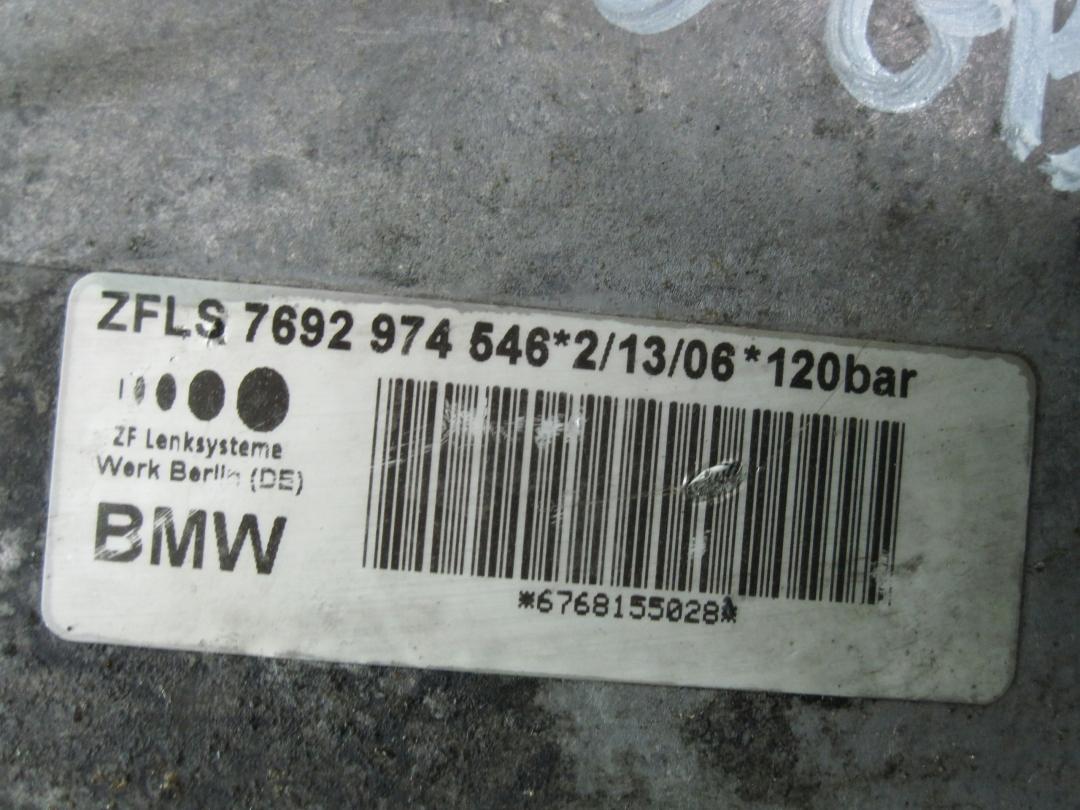 ZFLS 7692 974 546*2/13/06*120bar
ZF Lenksysteme
Werk Berlin (DE)
BMW
*6768155028*